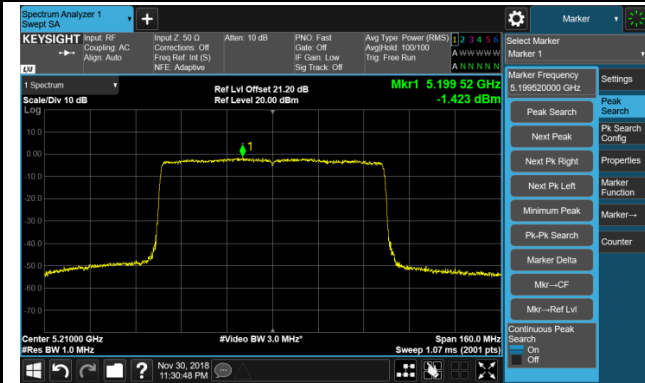 Spectrum Analyzer 1
Swept SA
Marker
KEYSIGHT
Input: RF
Coupling: AC
Align: Auto
Input Z: 50 Ω
Corrections: Off
Freq Ref: Int (S)
NFE: Adaptive
Atten: 10 dB
PNO: Fast
Gate: Off
IF Gain: Low
Sig Track: Off
Avg Type: Power (RMS)
Avg|Hold: 100/100
Trig: Free Run
1 2 3 4 5 6
A W W W W W
A N N N N N
LVI
Select Marker
Marker 1
1 Spectrum
Scale/Div 10 dB
Log
Ref Lvl Offset 21.20 dB
Ref Level 20.00 dBm
Mkr1 5.199 52 GHz
-1.423 dBm
10.0
0.00
-10.0
-20.0
-30.0
-40.0
-50.0
-60.0
-70.0
1
Center 5.21000 GHz
#Res BW 1.0 MHz
#Video BW 3.0 MHz*
Span 160.0 MHz
Sweep 1.07 ms (2001 pts)
Marker Frequency
5.199520000 GHz
Peak Search
Next Peak
Next Pk Right
Next Pk Left
Minimum Peak
Pk-Pk Search
Marker Delta
Mkr→CF
Mkr→Ref Lvl
Continuous Peak
Search
On
Off
Settings
Peak
Search
Pk Search
Config
Properties
Marker
Function
Marker→
Counter
?
Nov 30, 2018
11:30:48 PM